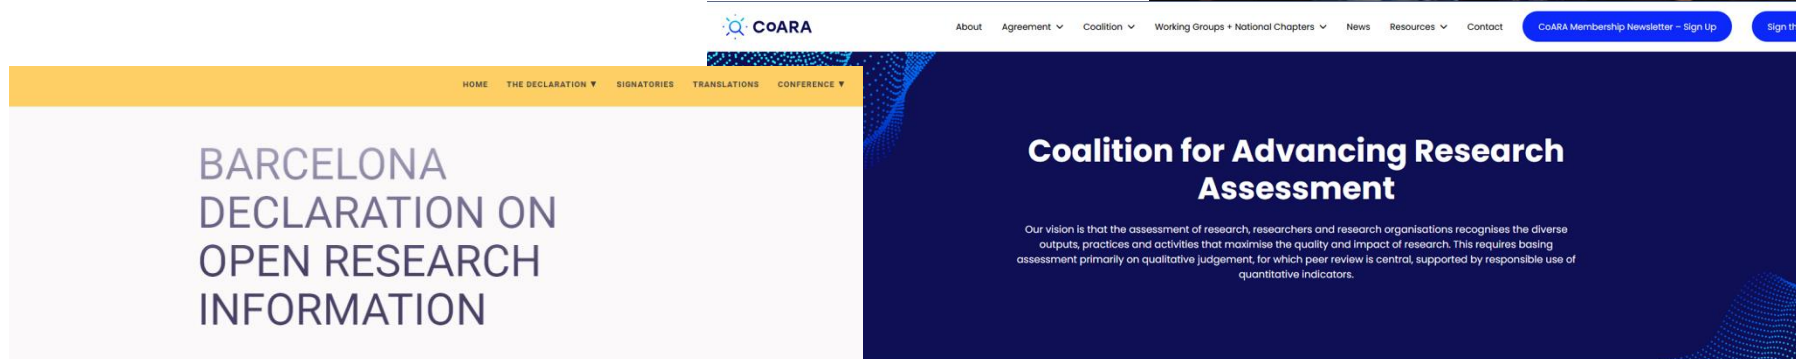 COARA
About Agreement Coalition Working Groups + National Chapters News Resources Contact CoARA Membership Newsletter – Sign Up Sign th
HOME THE DECLARATION ▼ SIGNATORIES TRANSLATIONS CONFERENCE ▼
BARCELONA
DECLARATION ON
OPEN RESEARCH
INFORMATION
Coalition for Advancing Research
Assessment
Our vision is that the assessment of research, researchers and research organisations recognises the diverse
outputs, practices and activities that maximise the quality and impact of research. This requires basing
assessment primarily on qualitative judgement, for which peer review is central, supported by responsible use of
quantitative indicators.